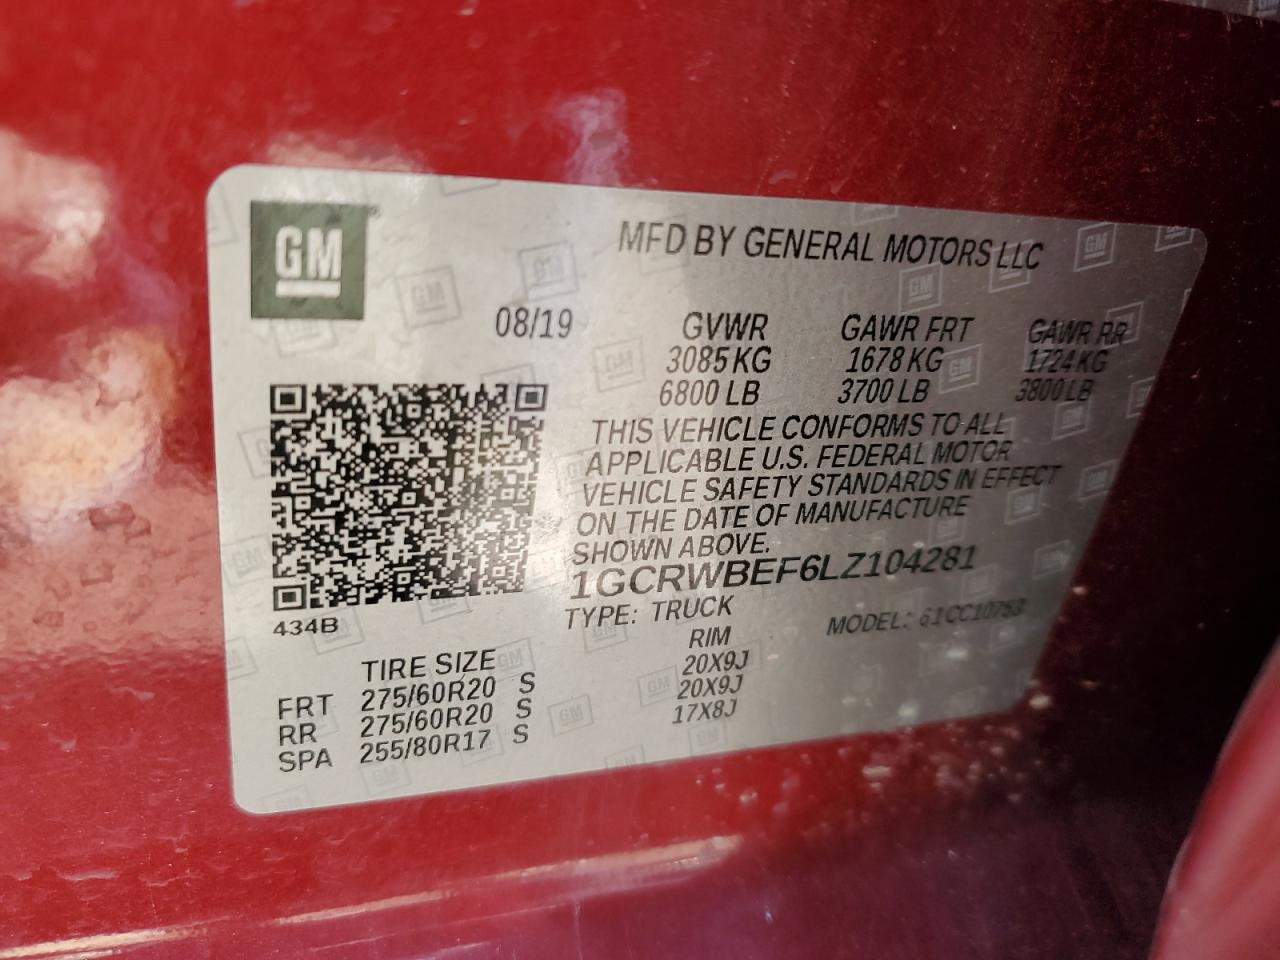 GM
MFD BY GENERAL MOTORS LLC
08/19
GVWR GAWR FRT GAWR RR
3085KG 1678 KG 1724KG
6800 LB 3700 LB 3800 LB
THIS VEHICLE CONFORMS TO ALL
APPLICABLE U.S. FEDERAL MOTOR
VEHICLE SAFETY STANDARDS IN EFFECT
ON THE DATE OF MANUFACTURE
SHOWN ABOVE.
1GCRWBEF6LZ104281
TYPE: TRUCK MODEL:
434B
TIRE SIZE RIM
FRT 275/60R20 S 20X9J
RR 275/60R20 S 20X9J
SPA 255/80R17 S 17X8J